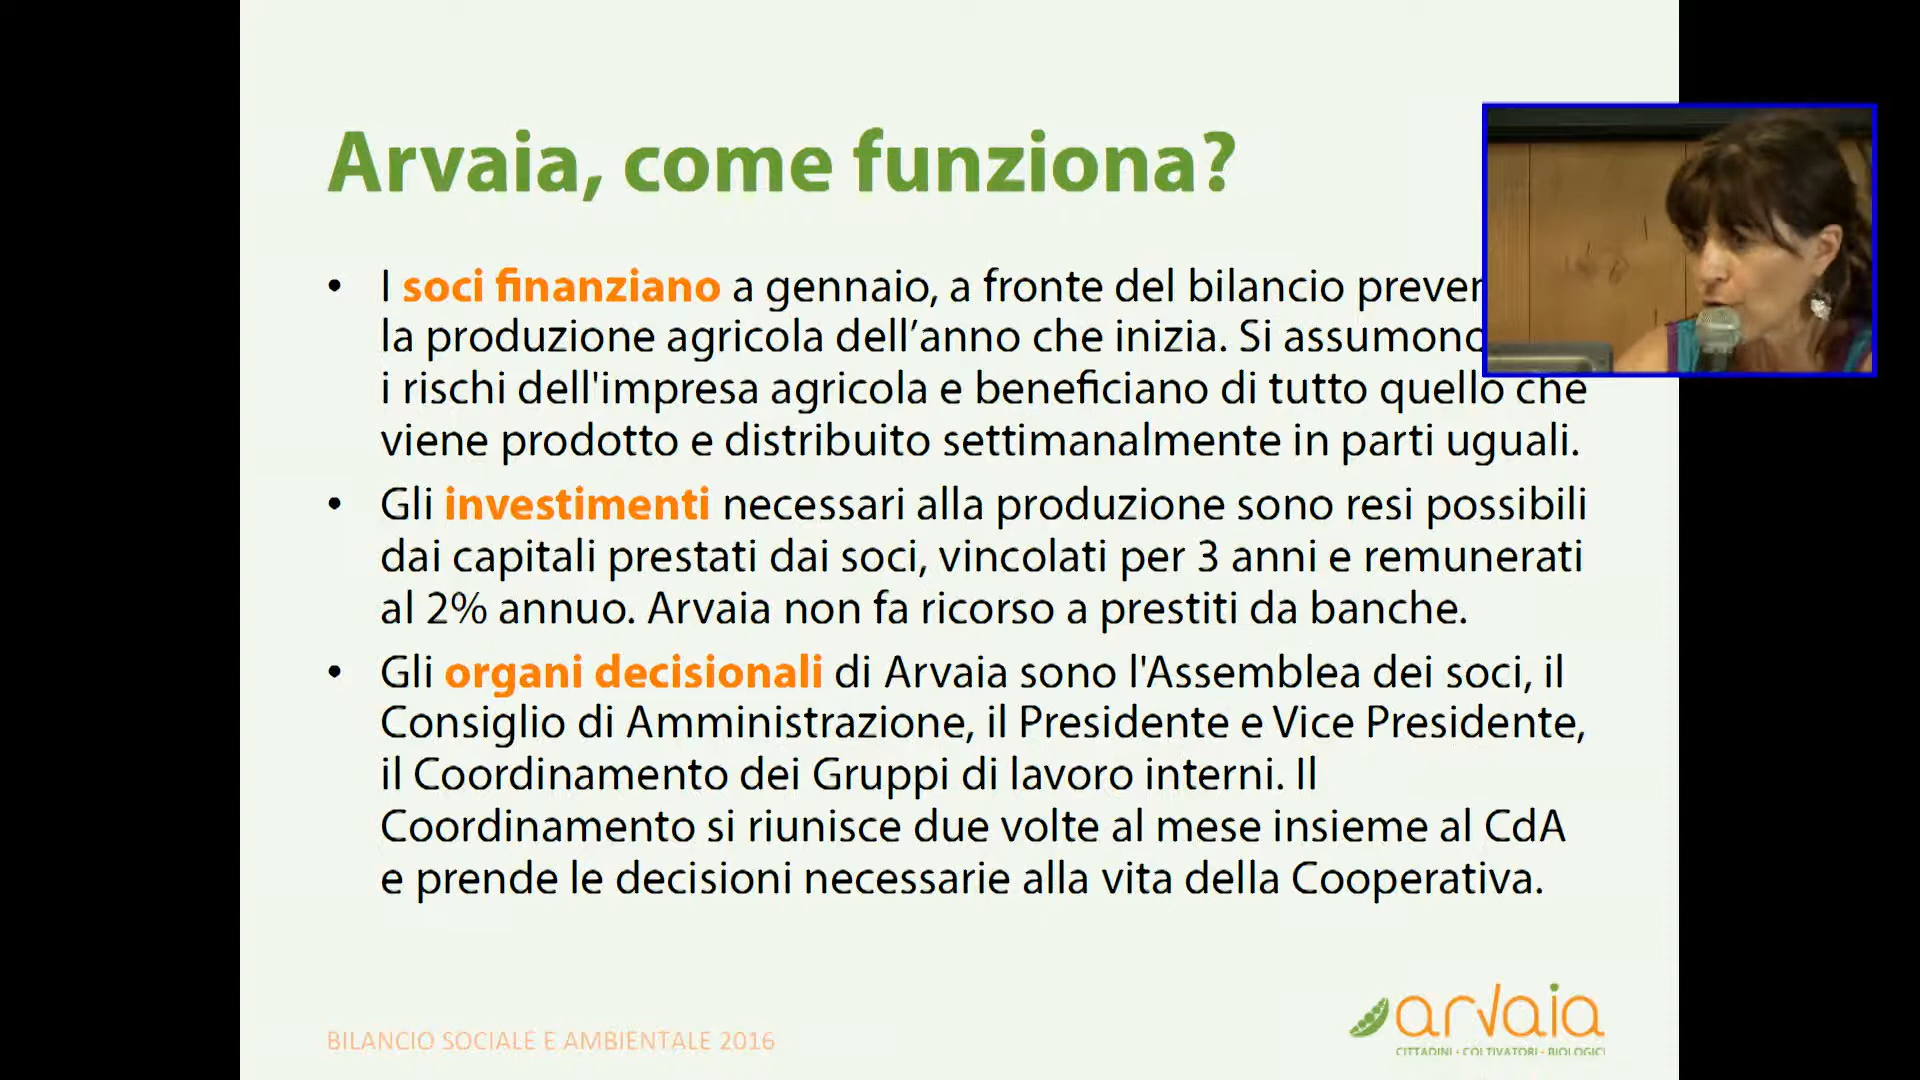 Arvaia, come funziona?
• I soci finanziano a gennaio, a fronte del bilancio
la produzione agricola dell’anno che inizia. Si
i rischi dell'impresa agricola e beneficiano di tutto quello che
viene prodotto e distribuito settimanalmente in parti uguali.
• Gli investimenti necessari alla produzione sono resi possibili
dai capitali prestati dai soci, vincolati per 3 anni e remunerati
al 2% annuo. Arvaia non fa ricorso a prestiti da banche.
• Gli organi decisionali di Arvaia sono l'Assemblea dei soci, il
Consiglio di Amministrazione, il Presidente e Vice Presidente,
il Coordinamento dei Gruppi di lavoro interni. Il
Coordinamento si riunisce due volte al mese insieme al CdA
e prende le decisioni necessarie alla vita della Cooperativa.
BILANCIO SOCIALE E AMBIENTALE 2016
arvaia
CITTADINI · COLTIVATORI · BIOLOGICI